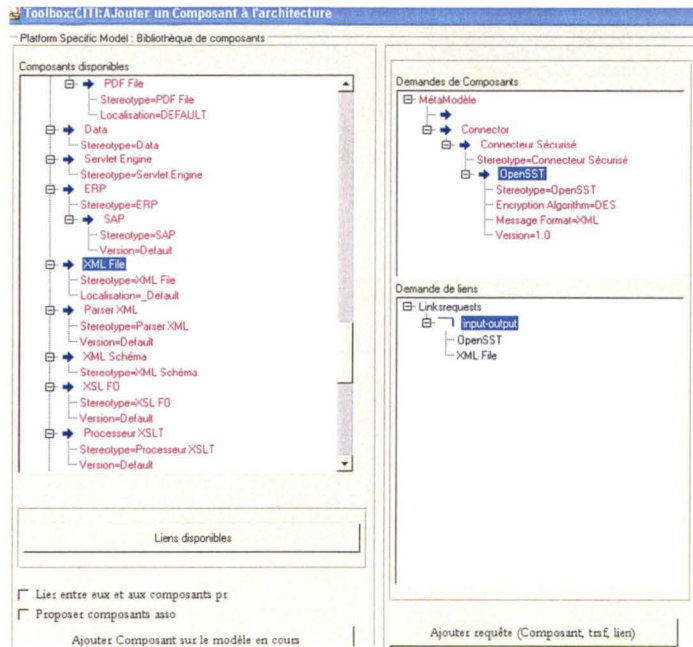 Toolbox:CITI:AJouter un Composant à l'architecture
Platform Specific Model : Bibliothèque de composants
Composants disponibles
PDF File
Stereotype=PDF File
Localisation=DEFAULT
Data
Stereotype=Data
Servlet Engine
Stereotype=Servlet Engine
ERP
Stereotype=ERP
SAP
Stereotype=SAP
Version=Default
XML File
Stereotype=XML File
Localisation=_Default
Parser XML
Stereotype=Parser XML
Version=Default
XML Schéma
Stereotype=XML Schéma
XSL FO
Stereotype=XSL FO
Version=Default
Processeur XSLT
Stereotype=Processeur XSLT
Version=Default
Liens disponibles
Lier entre eux et aux composants pr
Proposer composants asso
Ajouter Composant sur le modèle en cours
Demandes de Composants
MétaModèle
Connector
Connecteur Sécurisé
Stereotype=Connecteur Sécurisé
OpenSST
Stereotype=OpenSST
Encryption Algorithm=DES
Message Format=XML
Version=1.0
Demande de liens
Linksrequests
input-output
OpenSST
XML File
Ajouter requête (Composant, trsf, lien)